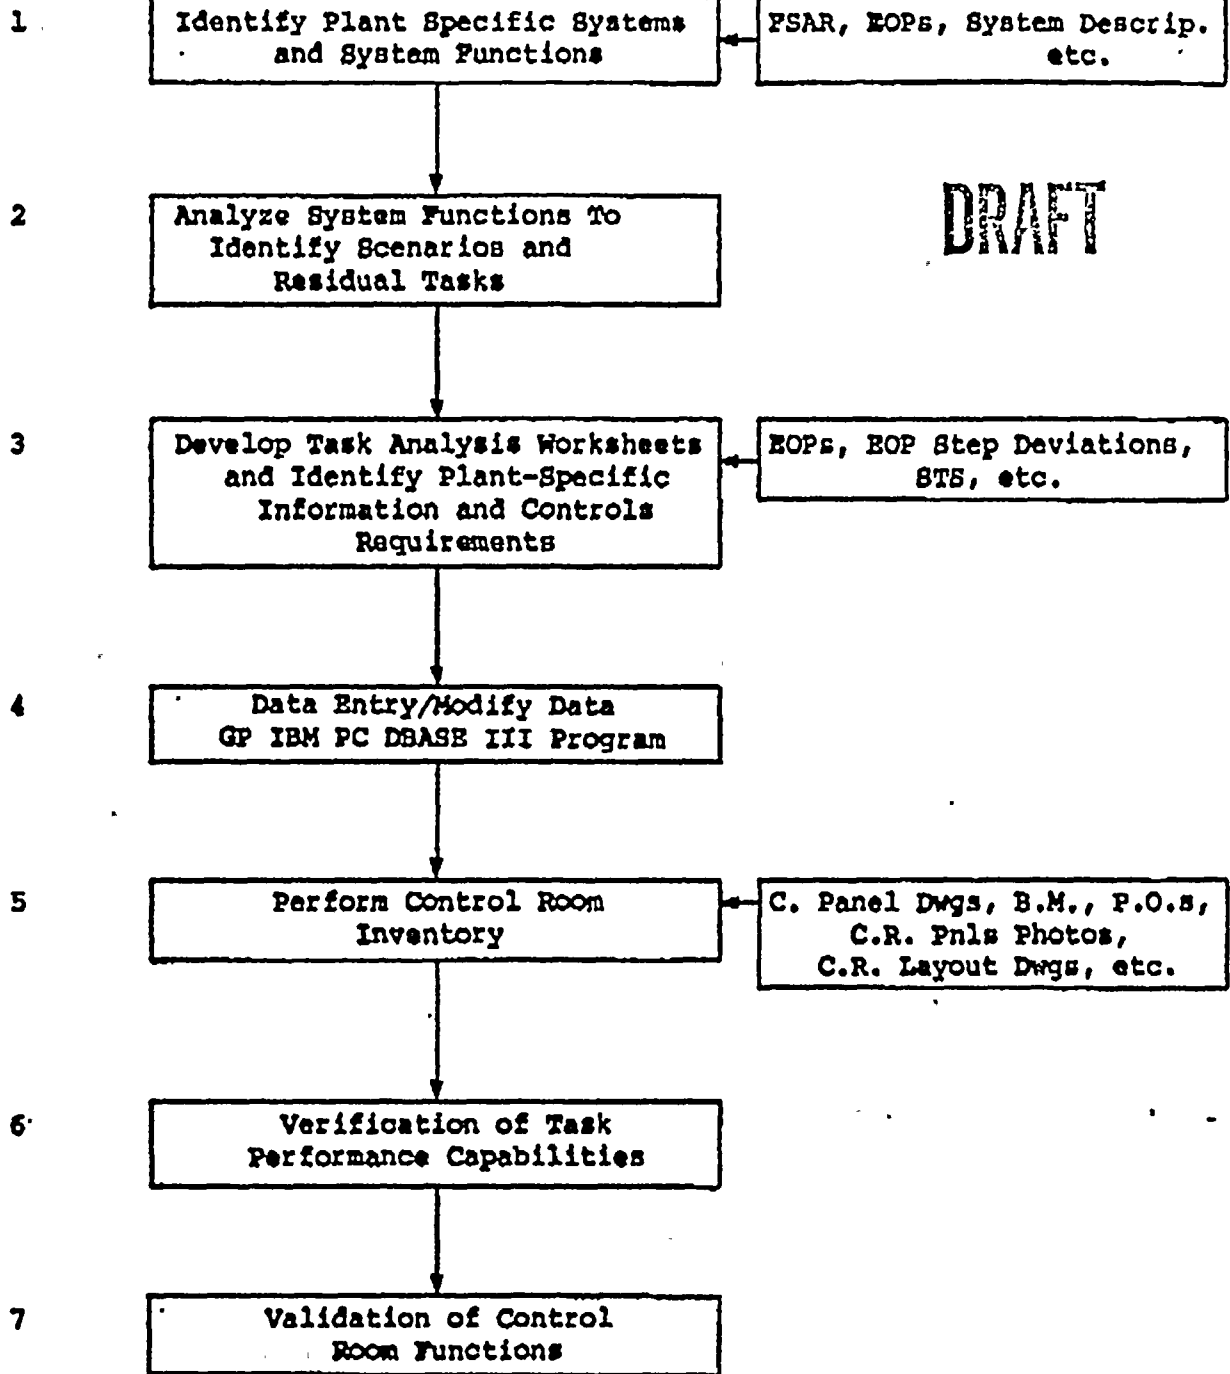 1
Identify Plant Specific Systems
and System Functions
FSAR, EOPs, System Descrip.
etc.
DRAFT
2
Analyze System Functions To
Identify Scenarios and
Residual Tasks
3
Develop Task Analysis Worksheets
and Identify Plant-Specific
Information and Controls
Requirements
EOPs, EOP Step Deviations,
STS, etc.
4
Data Entry/Modify Data
GP IBM PC DBASE III Program
5
Perform Control Room
Inventory
C. Panel Dwgs, B.M., P.O.s,
C.R. Pnls Photos,
C.R. Layout Dwgs, etc.
6
Verification of Task
Performance Capabilities
7
Validation of Control
Room Functions